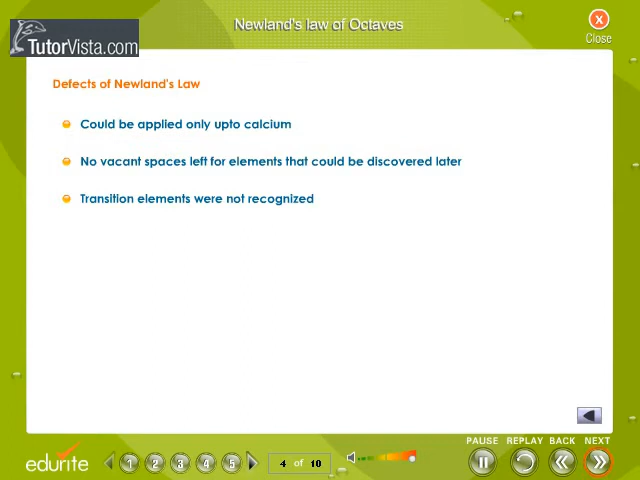 Newland's law of Octaves
x
Close
TutorVista.com
Defects of Newland's Law
Could be applied only upto calcium
No vacant spaces left for elements that could be discovered later
Transition elements were not recognized
PAUSE REPLAY BACK NEXT
edurite 1 2 3 4 5 4 of 10